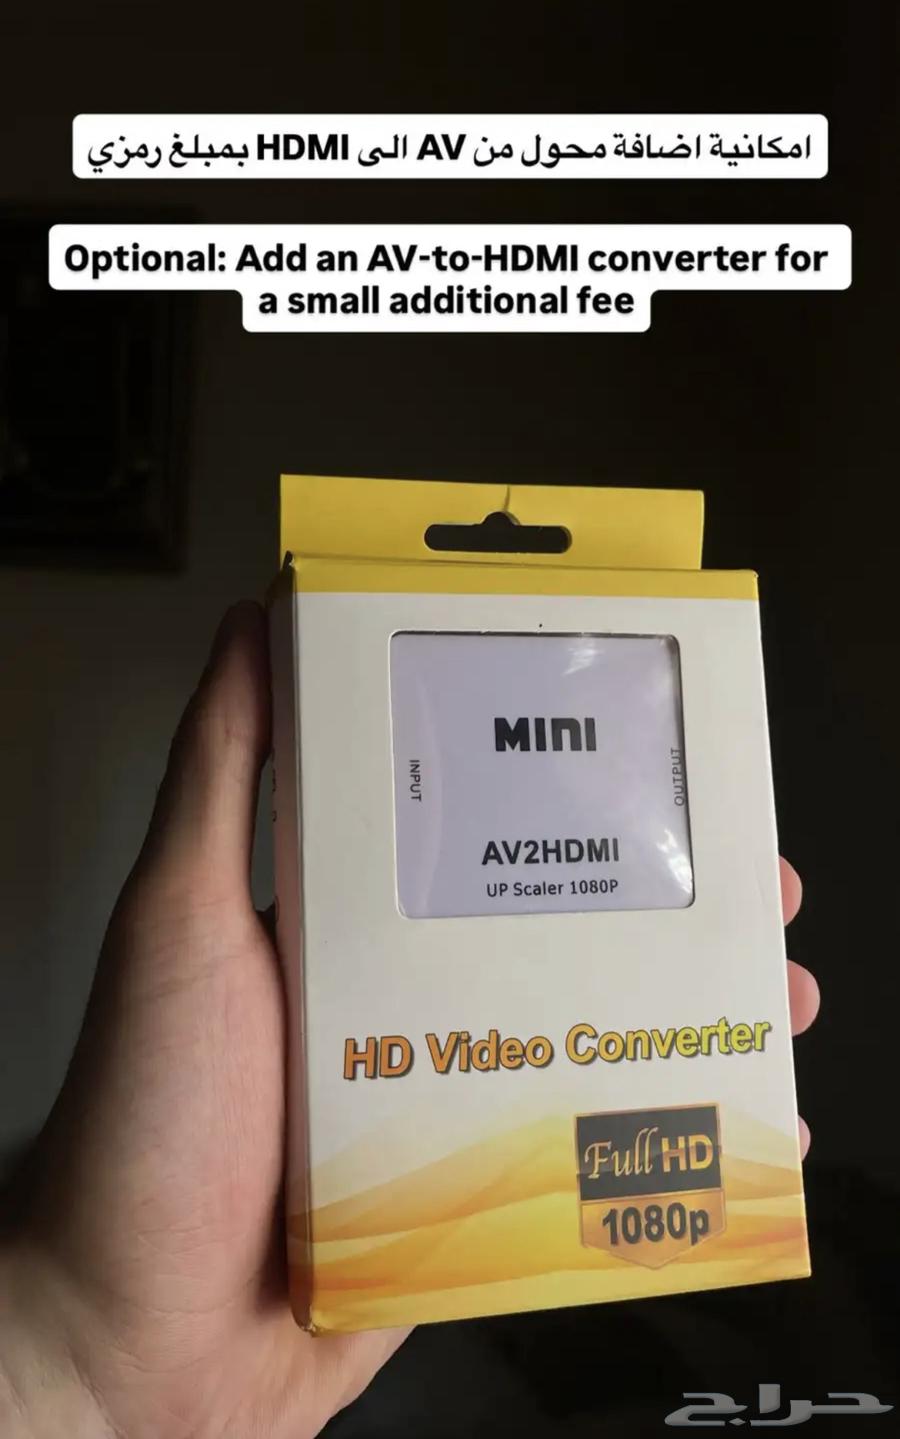 امكانية اضافة محول من AV الى HDMI بمبلغ رمزي
Optional: Add an AV-to-HDMI converter for
a small additional fee
MINI
INPUT
OUTPUT
AV2HDMI
UP Scaler 1080P
HD Video Converter
Full HD
1080p
حراج